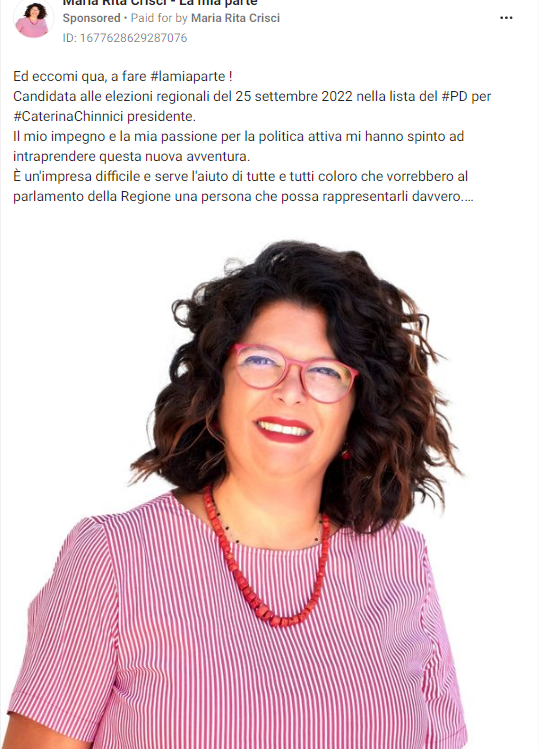 Maria Rita Crisci - La mia parte
Sponsored • Paid for by Maria Rita Crisci
ID: 1677628629287076
Ed eccomi qua, a fare #lamiaparte !
Candidata alle elezioni regionali del 25 settembre 2022 nella lista del #PD per
#CaterinaChinnici presidente.
Il mio impegno e la mia passione per la politica attiva mi hanno spinto ad
intraprendere questa nuova avventura.
È un'impresa difficile e serve l'aiuto di tutte e tutti coloro che vorrebbero al
parlamento della Regione una persona che possa rappresentarli davvero....